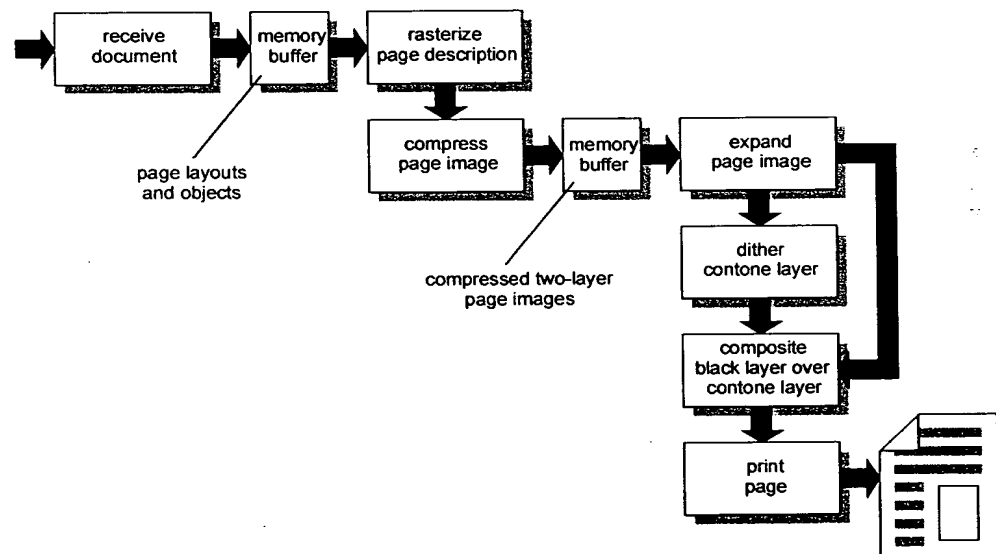 receive
document
memory
buffer
rasterize
page description
compress
page image
memory
buffer
expand
page image
page layouts
and objects
dither
contone layer
compressed two-layer
page images
composite
black layer over
contone layer
print
page